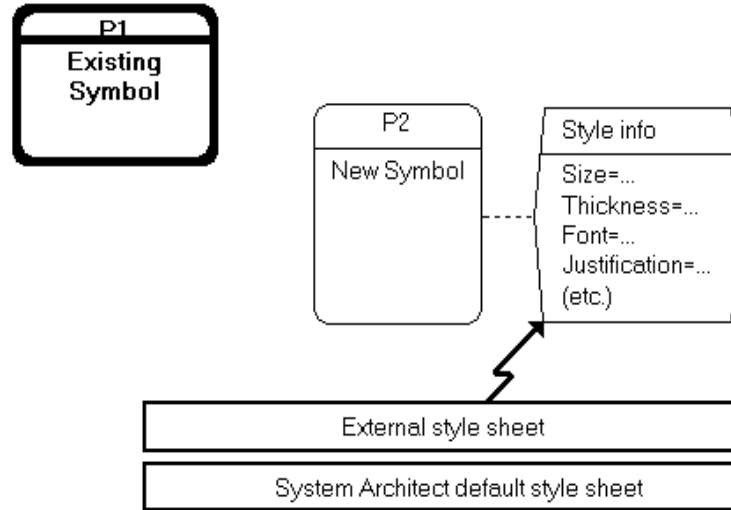 P1
Existing
Symbol
P2
New Symbol
Style info
Size=...
Thickness=...
Font=...
Justification=...
(etc.)
External style sheet
System Architect default style sheet